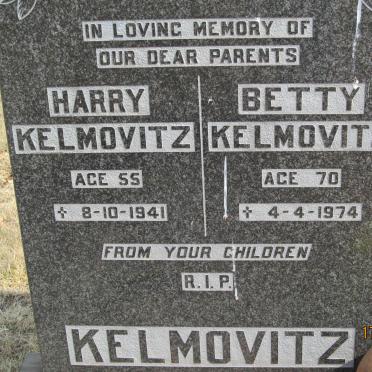 IN LOVING MEMORY OF
OUR DEAR PARENTS
HARRY
KELMOVITZ
AGE 55
✝ 8-10-1941
BETTY
KELMOVIT
AGE 70
✝ 4-4-1974
FROM YOUR CHILDREN
R.I.P.
KELMOVITZ